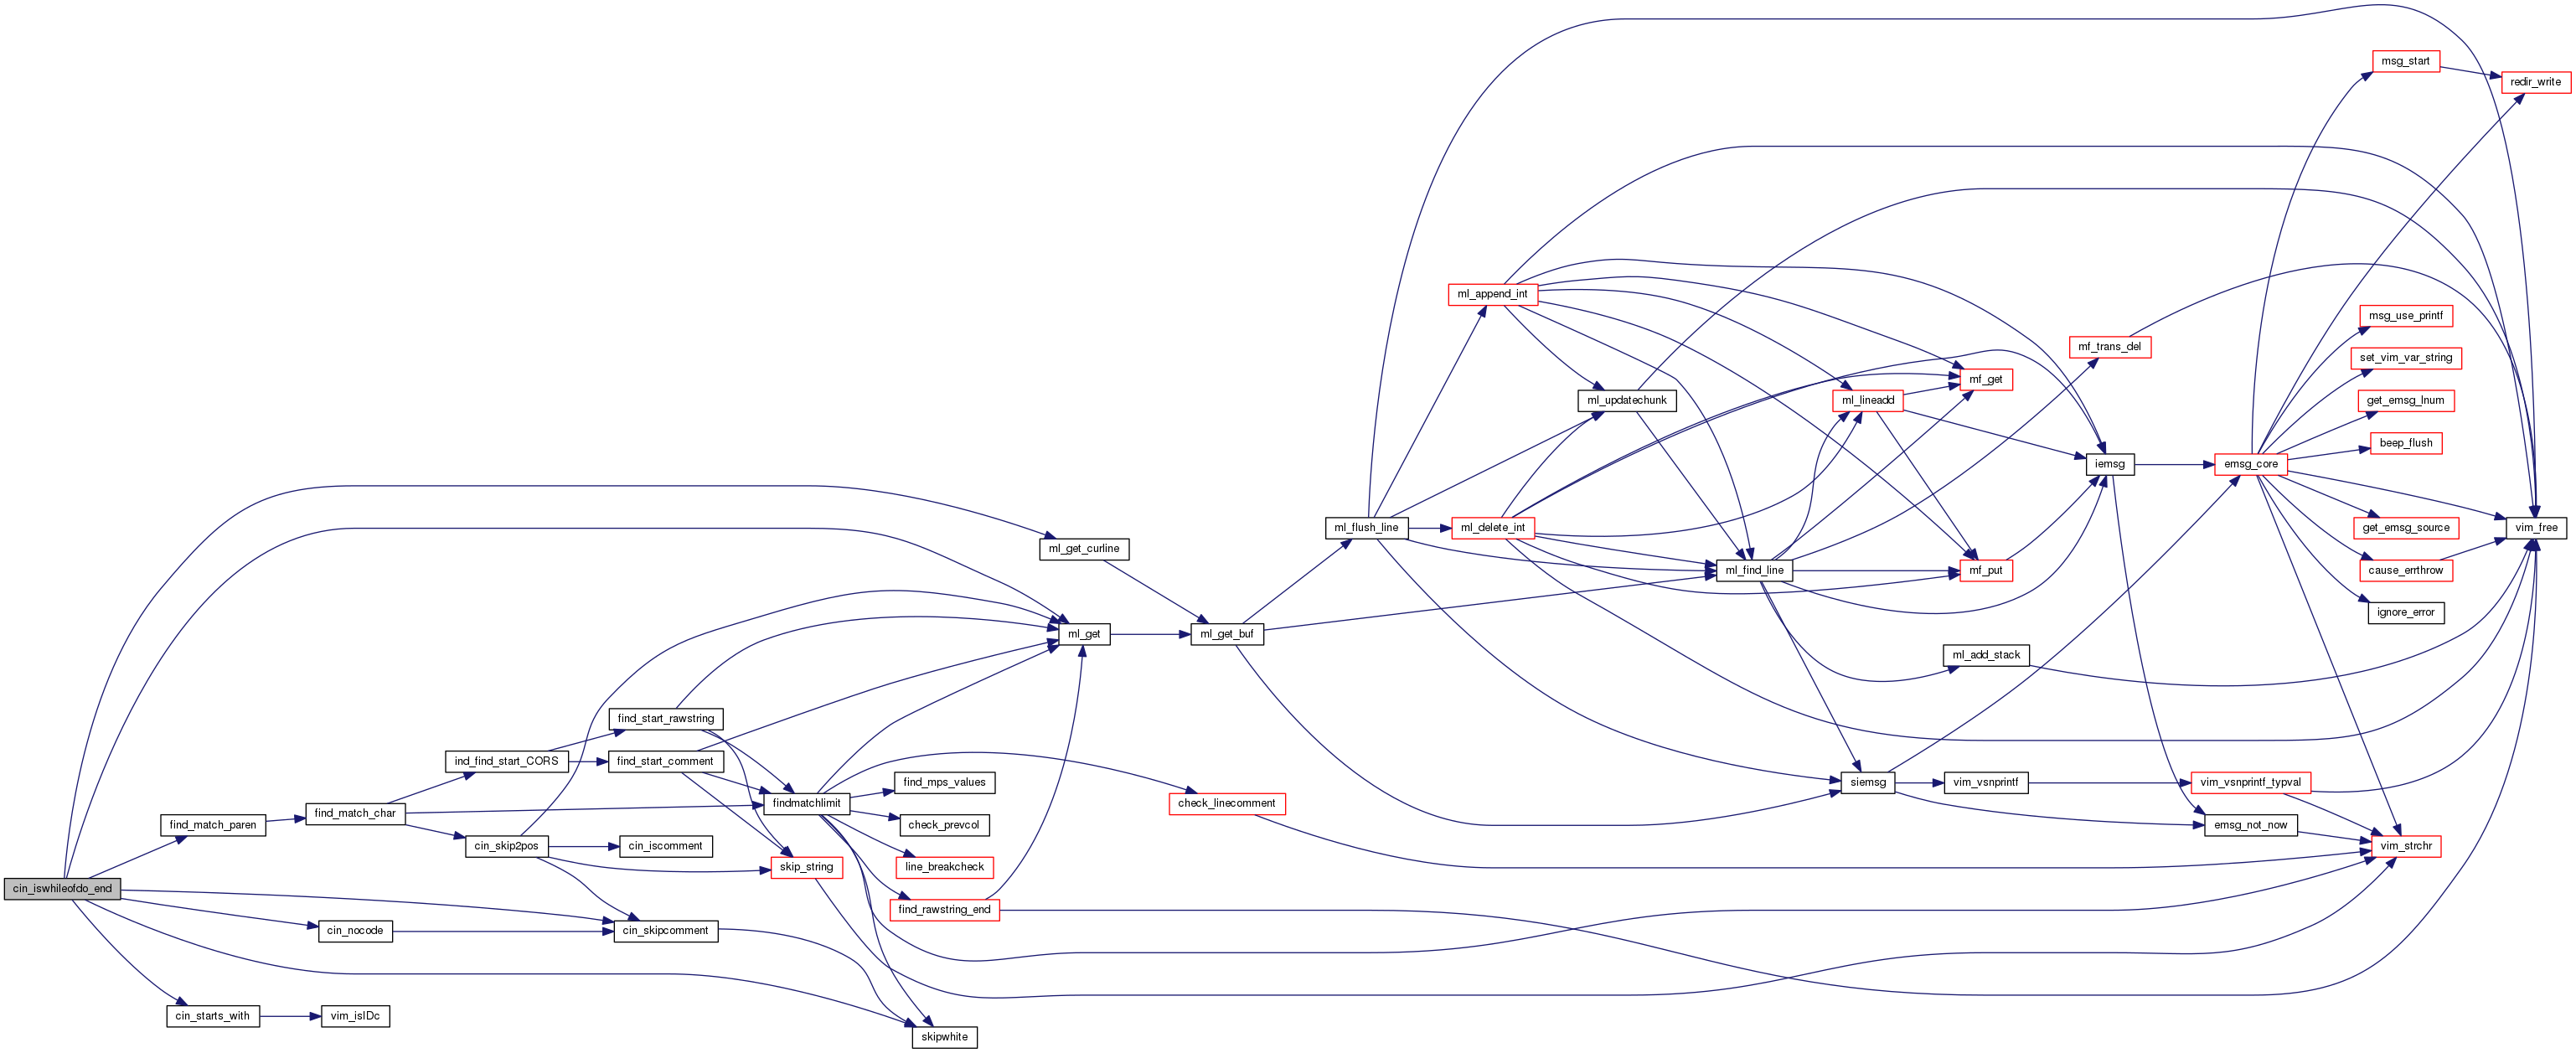 cin_iswhileofdo_end
find_match_paren
cin_nocode
cin_starts_with
find_match_char
vim_isIDc
ind_find_start_CORS
cin_skip2pos
find_start_rawstring
find_start_comment
cin_iscomment
cin_skipcomment
findmatchlimit
skip_string
find_mps_values
check_prevcol
line_breakcheck
find_rawstring_end
skipwhite
ml_get_curline
ml_get
check_linecomment
ml_get_buf
ml_flush_line
ml_append_int
ml_delete_int
ml_updatechunk
ml_find_line
ml_lineadd
siemsg
mf_get
mf_put
ml_add_stack
vim_vsnprintf
mf_trans_del
iemsg
vim_vsnprintf_typval
emsg_not_now
emsg_core
msg_start
msg_use_printf
set_vim_var_string
get_emsg_lnum
beep_flush
get_emsg_source
cause_errthrow
ignore_error
vim_strchr
redir_write
vim_free